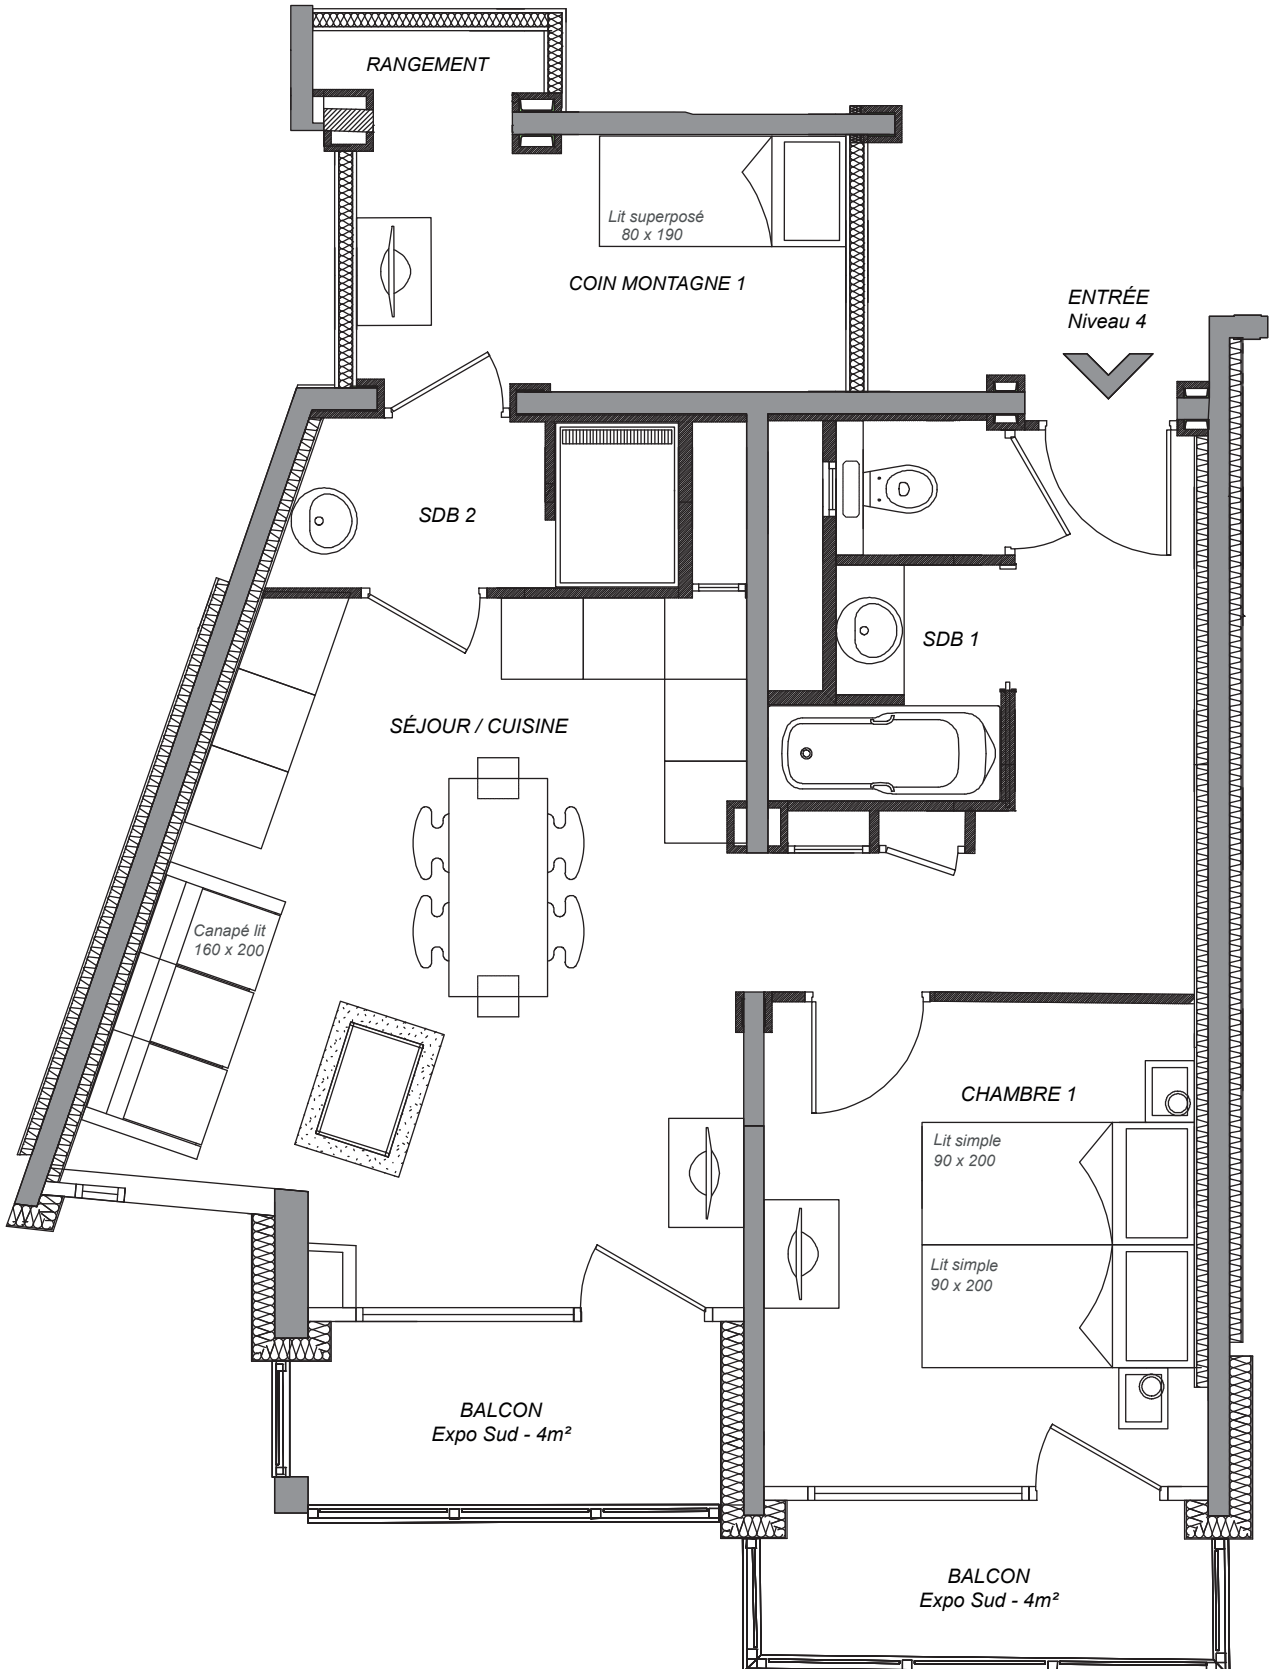 RANGEMENT
Lit superposé
80 x 190
COIN MONTAGNE 1
ENTRÉE
Niveau 4
SDB 2
SDB 1
SÉJOUR / CUISINE
Canapé lit
160 x 200
CHAMBRE 1
Lit simple
90 x 200
Lit simple
90 x 200
BALCON
Expo Sud - 4m²
BALCON
Expo Sud - 4m²